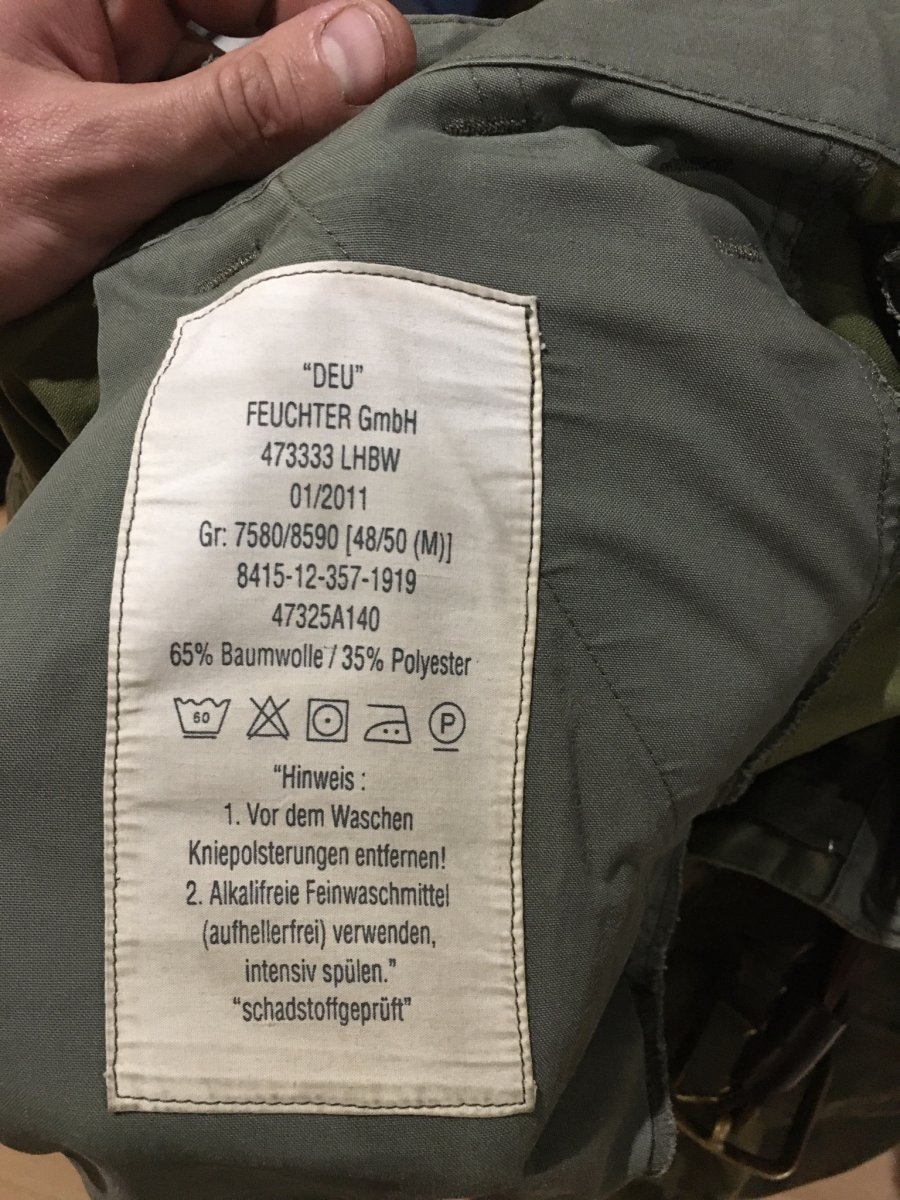 “DEU”
FEUCHTER GmbH
473333 LHBW
01/2011
Gr: 7580/8590 [48/50 (M)]
8415-12-357-1919
47325A140
65% Baumwolle / 35% Polyester
60 P
“Hinweis :
1. Vor dem Waschen
Kniepolsterungen entfernen!
2. Alkalifreie Feinwaschmittel
(aufhellerfrei) verwenden,
intensiv spülen.”
“schadstoffgeprüft”